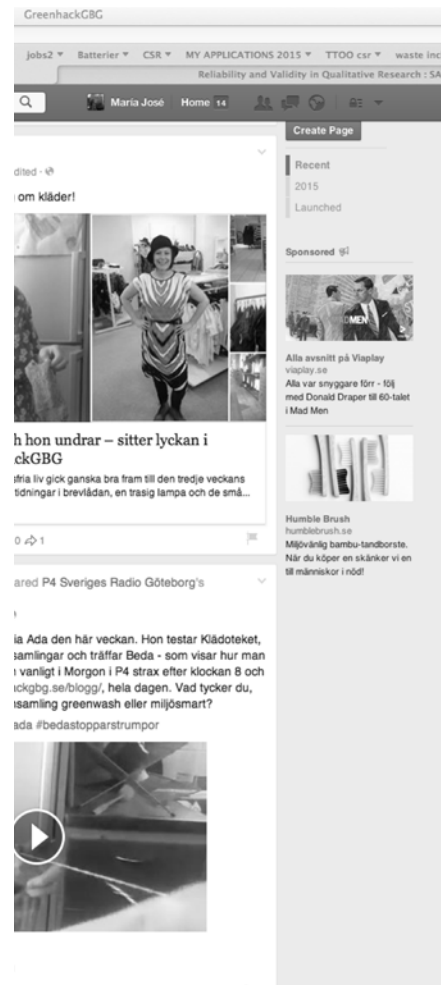 GreenhackGBG
jobs2 Batterier CSR MY APPLICATIONS 2015 TTOO csr waste inc
Reliability and Validity in Qualitative Research : SA
Maria José Home 14
Create Page
Recent
2015
Launched
Sponsored
MEN
Alla avsnitt på Viaplay
viaplay.se
Alla var snyggare förr - följ
med Donald Draper till 60-talet
i Mad Men
Humble Brush
humblebrush.se
Miljövänlig bambu-tandborste.
När du köper en skänker vi en
till människor i nöd!
dited ·
om kläder!
h hon undrar – sitter lyckan i
ckGBG
sfria liv gick ganska bra fram till den tredje veckans
tidningar i brevlådan, en trasig lampa och de små...
0 1
ared P4 Sveriges Radio Göteborg's
ia Ada den här veckan. Hon testar Klädoteket,
samlingar och träffar Beda - som visar hur man
vanligt i Morgon i P4 strax efter klockan 8 och
ackgbg.se/blogg/, hela dagen. Vad tycker du,
nsamling greenwash eller miljösmart?
ada #bedastopparstrumpor